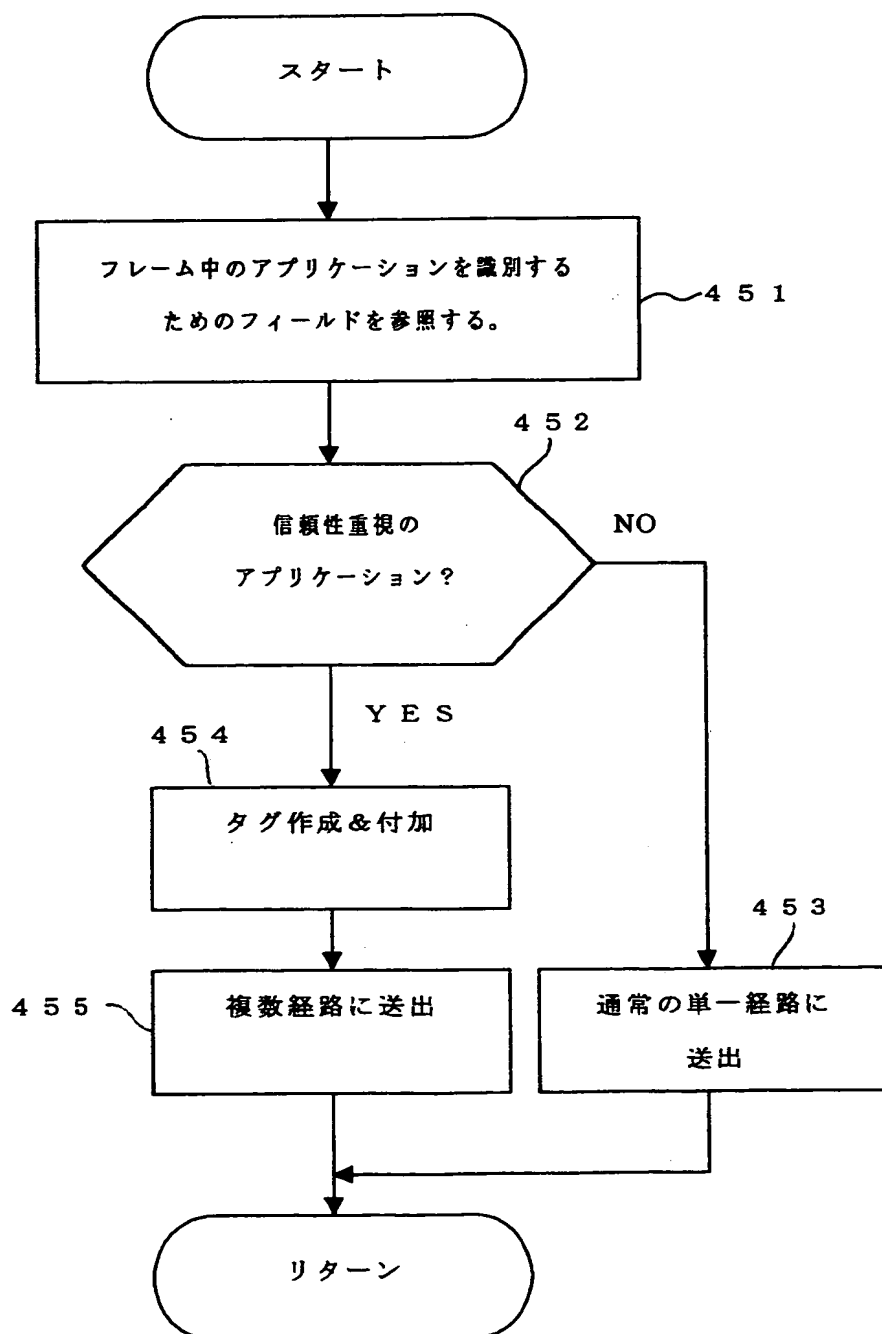 スタート
フレーム中のアプリケーションを識別する
ためのフィールドを参照する。
451
452
信頼性重視の
アプリケーション?
NO
YES
454
タグ作成&付加
453
455
複数経路に送出
通常の単一経路に
送出
リターン